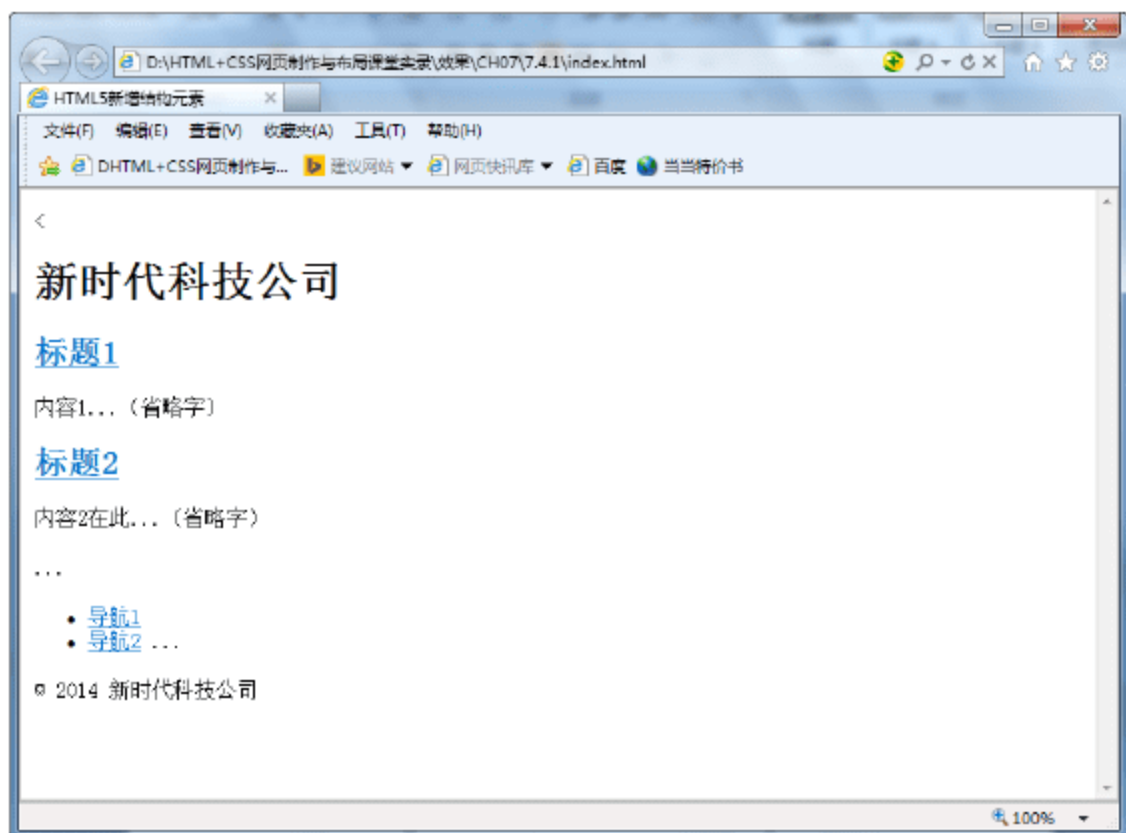 D:\HTML+CSS网页制作与布局课堂实录\效果\CH07\7.4.1\index.html
HTML5新增结构元素
文件(F) 编辑(E) 查看(V) 收藏夹(A) 工具(T) 帮助(H)
DHTML+CSS网页制作与... 建议网站 网页快讯库 百度 当当特价书
<
新时代科技公司
标题1
内容1...（省略字）
标题2
内容2在此...（省略字）
...
• 导航1
• 导航2 ...
© 2014 新时代科技公司
100%